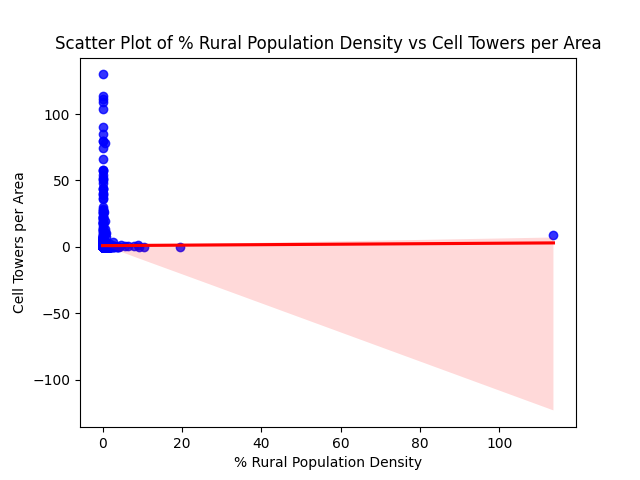 Scatter Plot of % Rural Population Density vs Cell Towers per Area
100
50
0
−50
−100
Cell Towers per Area
0 20 40 60 80 100
% Rural Population Density